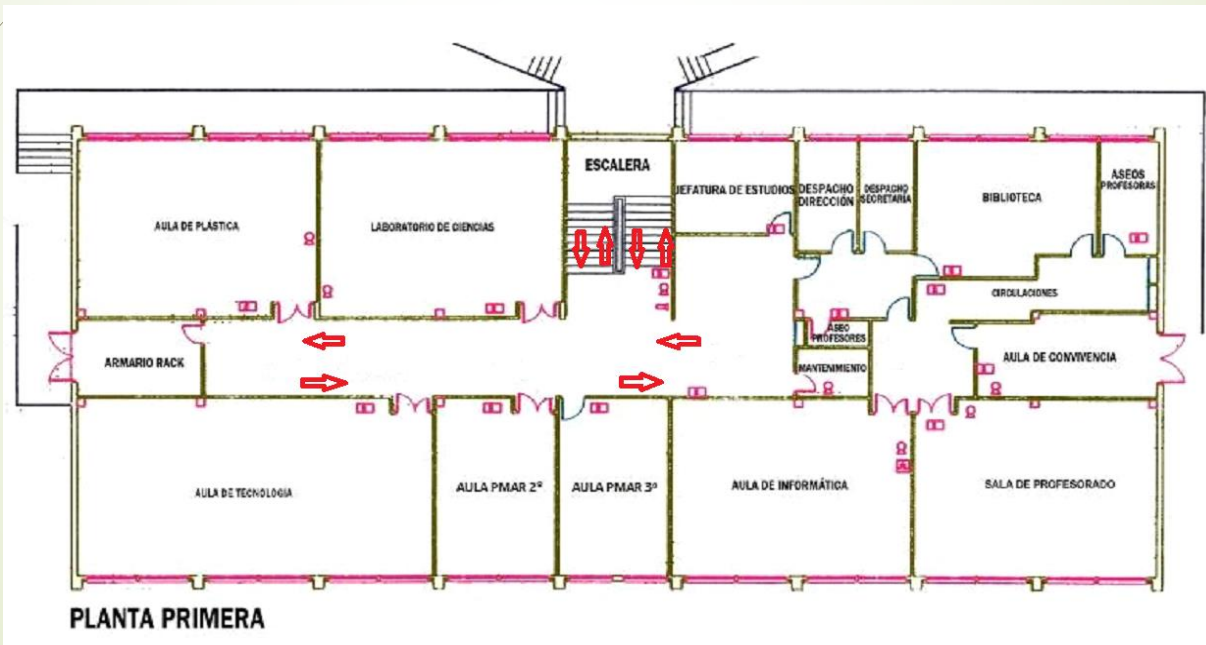 ESCALERA
AULA DE PLÁSTICA
LABORATORIO DE CIENCIAS
JEFATURA DE ESTUDIOS
DESPACHO
DIRECCIÓN
DESPACHO
SECRETARÍA
BIBLIOTECA
ASEOS
PROFESORAS
CIRCULACIONES
ARMARIO RACK
ASEO
PROFESORES
MANTENIMIENTO
AULA DE CONVIVENCIA
AULA DE TECNOLOGIA
AULA PMAR 2º
AULA PMAR 3º
AULA DE INFORMÁTICA
SALA DE PROFESORADO
PLANTA PRIMERA